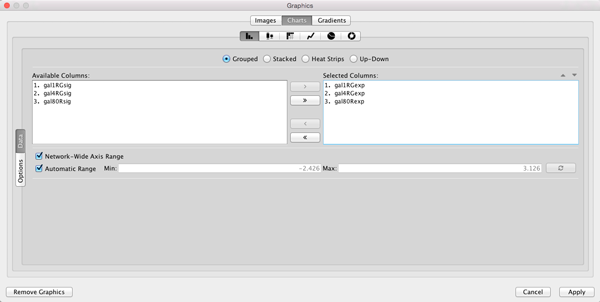 Graphics
Images Charts Gradients
Grouped Stacked Heat Strips Up-Down
Available Columns: Selected Columns:
1. gal1RGsig 1. gal1RGexp
2. gal4RGsig 2. gal4RGexp
3. gal80Rsig 3. gal80Rexp
Data
Options
Network-Wide Axis Range
Automatic Range Min: -2.426 Max: 3.126
Remove Graphics Cancel Apply